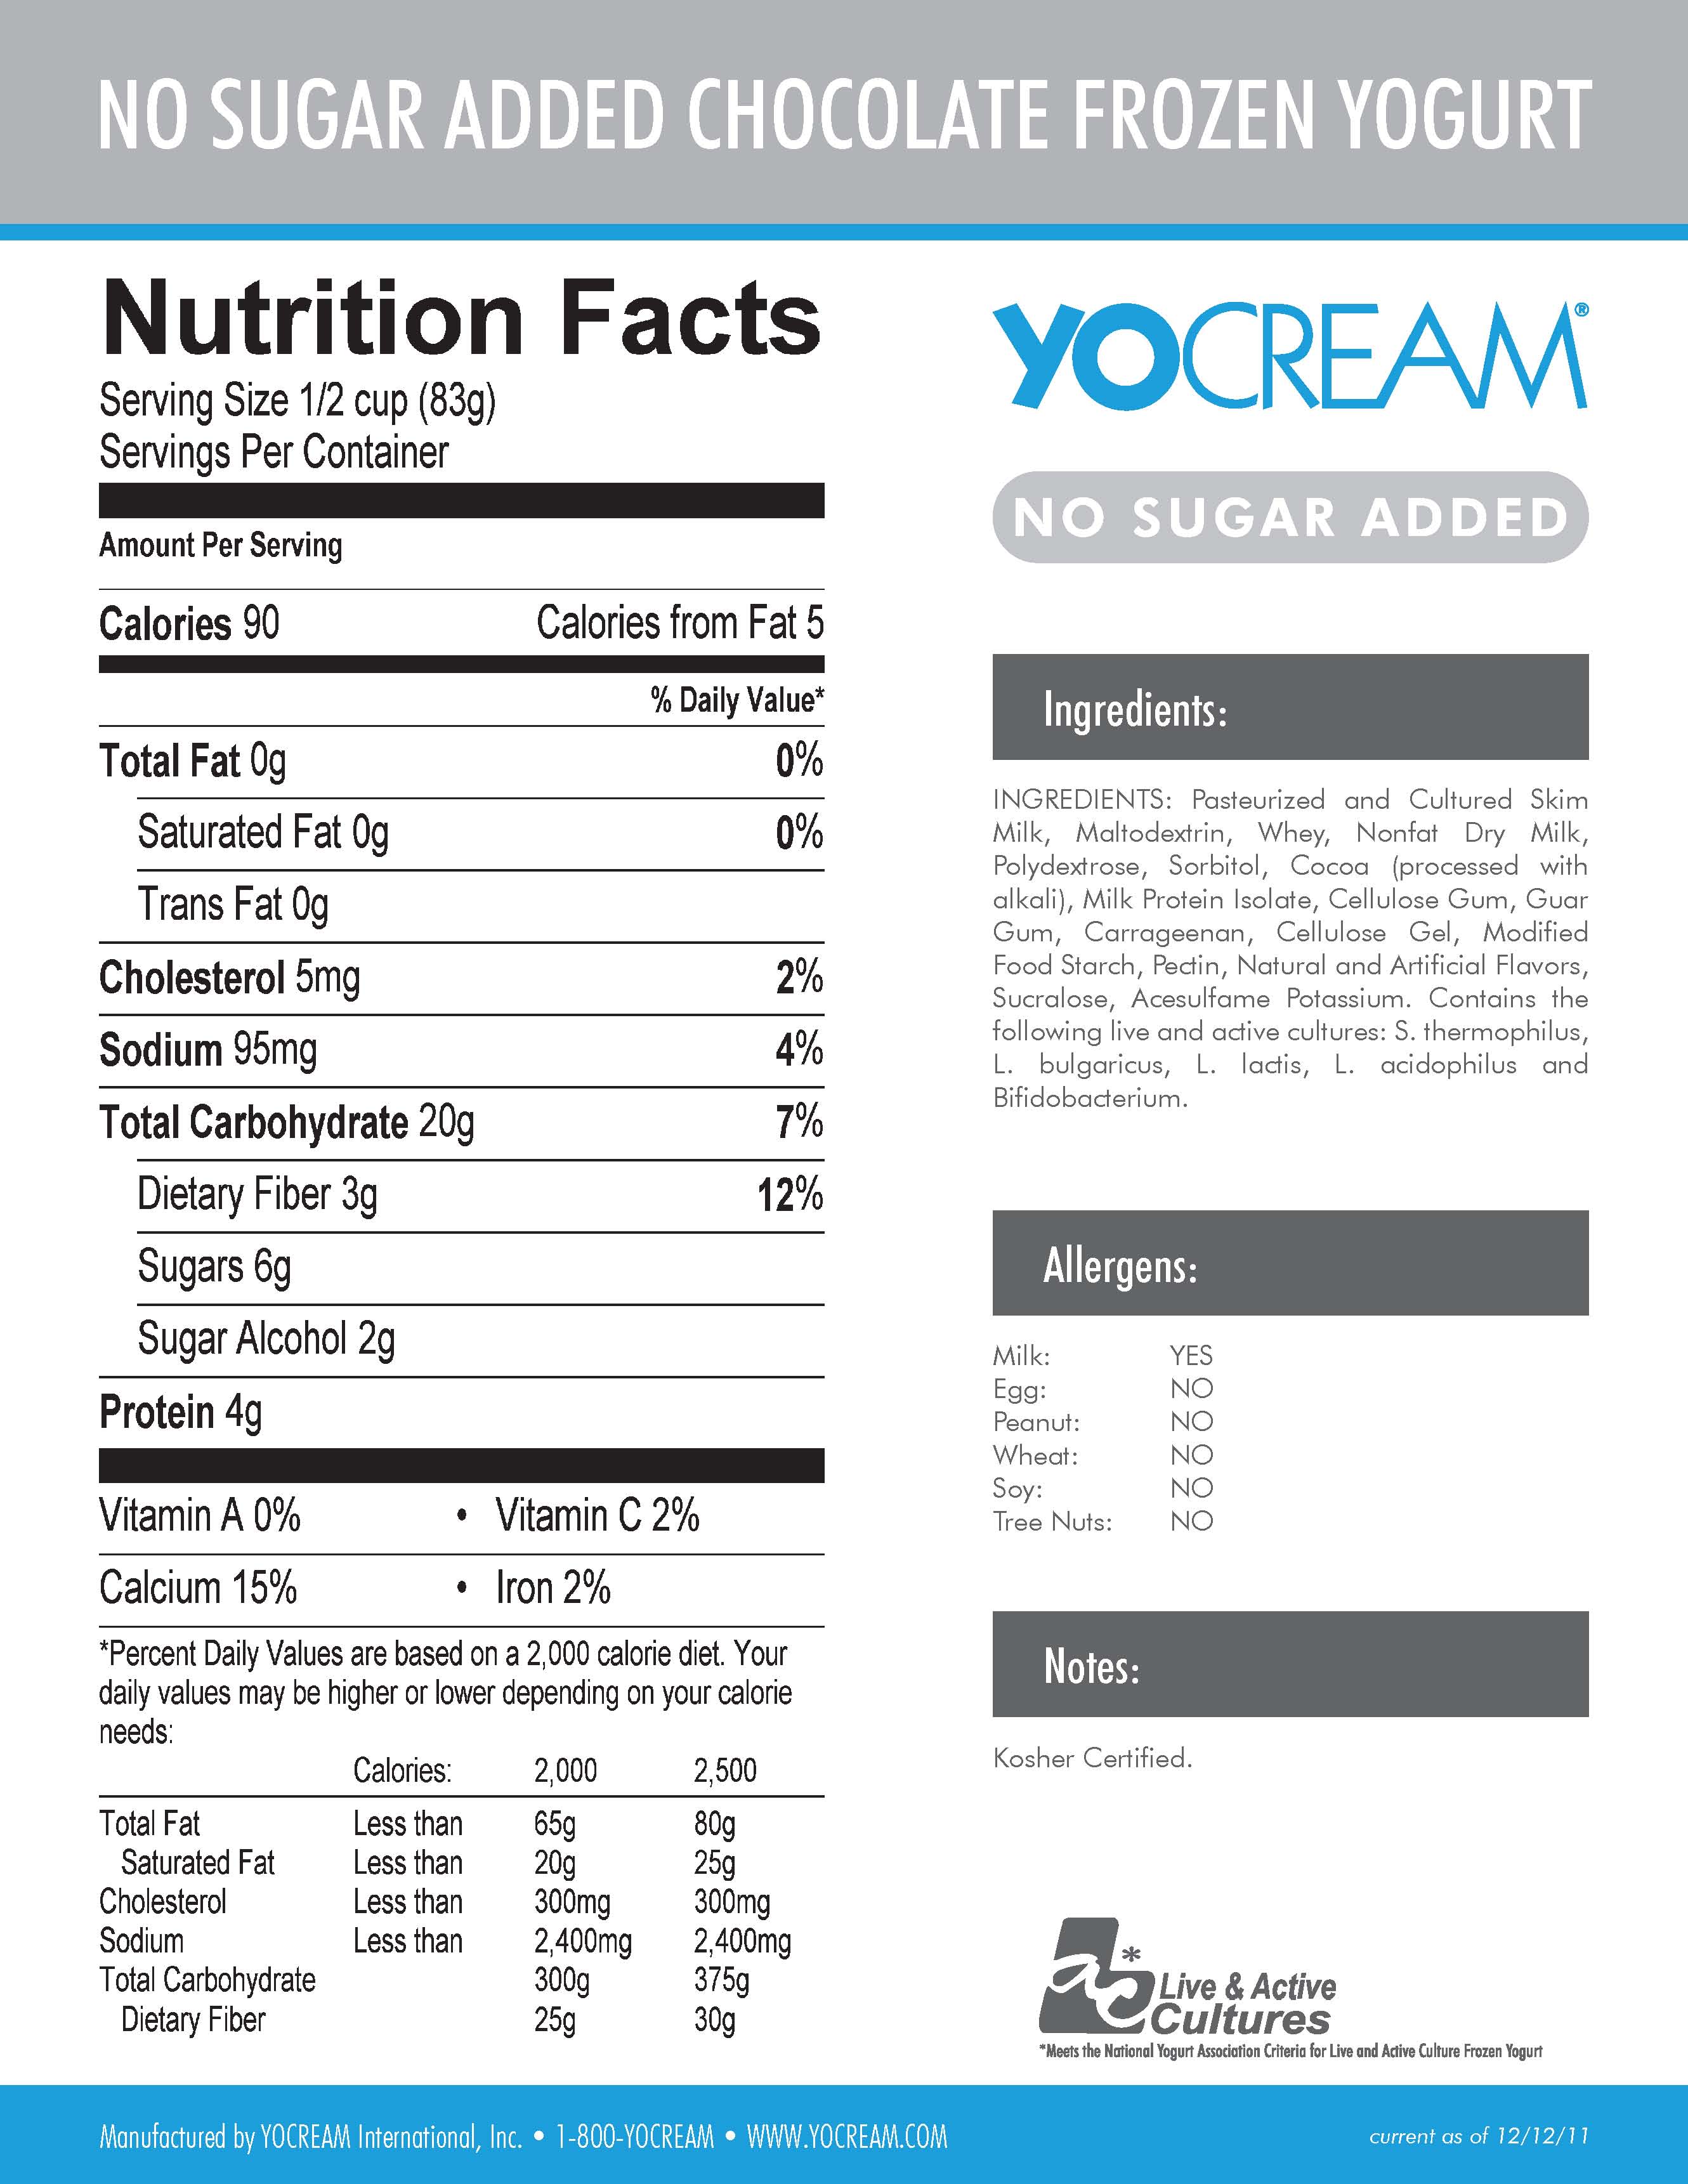 NO SUGAR ADDED CHOCOLATE FROZEN YOGURT
Nutrition Facts
Serving Size 1/2 cup (83g)
Servings Per Container
Amount Per Serving
Calories 90 Calories from Fat 5
% Daily Value*
Total Fat 0g 0%
Saturated Fat 0g 0%
Trans Fat 0g
Cholesterol 5mg 2%
Sodium 95mg 4%
Total Carbohydrate 20g 7%
Dietary Fiber 3g 12%
Sugars 6g
Sugar Alcohol 2g
Protein 4g
Vitamin A 0% • Vitamin C 2%
Calcium 15% • Iron 2%
*Percent Daily Values are based on a 2,000 calorie diet. Your
daily values may be higher or lower depending on your calorie
needs:
Calories: 2,000 2,500
Total Fat Less than 65g 80g
Saturated Fat Less than 20g 25g
Cholesterol Less than 300mg 300mg
Sodium Less than 2,400mg 2,400mg
Total Carbohydrate 300g 375g
Dietary Fiber 25g 30g
YOCREAM®
NO SUGAR ADDED
Ingredients:
INGREDIENTS: Pasteurized and Cultured Skim
Milk, Maltodextrin, Whey, Nonfat Dry Milk,
Polydextrose, Sorbitol, Cocoa (processed with
alkali), Milk Protein Isolate, Cellulose Gum, Guar
Gum, Carrageenan, Cellulose Gel, Modified
Food Starch, Pectin, Natural and Artificial Flavors,
Sucralose, Acesulfame Potassium. Contains the
following live and active cultures: S. thermophilus,
L. bulgaricus, L. lactis, L. acidophilus and
Bifidobacterium.
Allergens:
Milk: YES
Egg: NO
Peanut: NO
Wheat: NO
Soy: NO
Tree Nuts: NO
Notes:
Kosher Certified.
ac*
Live & Active
Cultures
*Meets the National Yogurt Association Criteria for Live and Active Culture Frozen Yogurt
Manufactured by YOCREAM International, Inc. • 1-800-YOCREAM • WWW.YOCREAM.COM
current as of 12/12/11